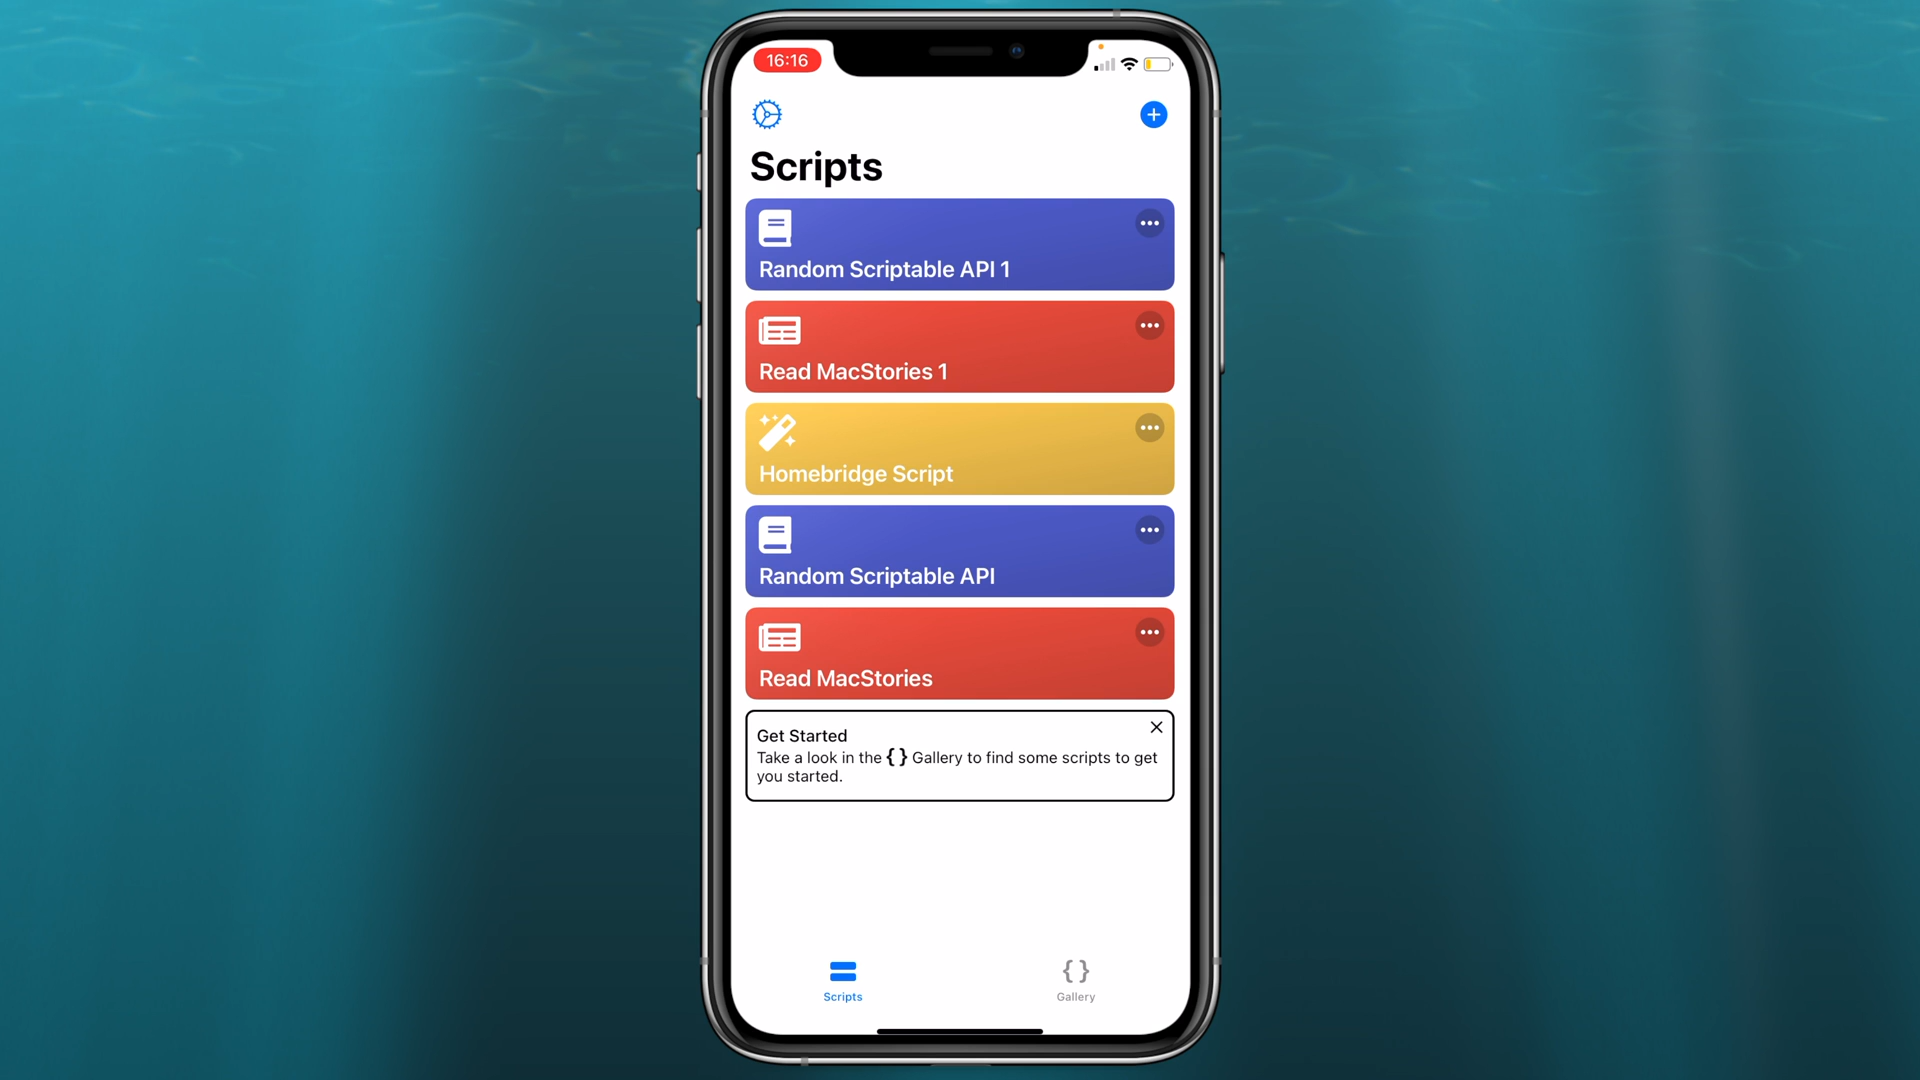 16:16
Scripts
Random Scriptable API 1
Read MacStories 1
Homebridge Script
Random Scriptable API
Read MacStories
Get Started
Take a look in the {} Gallery to find some scripts to get
you started.
Scripts
Gallery